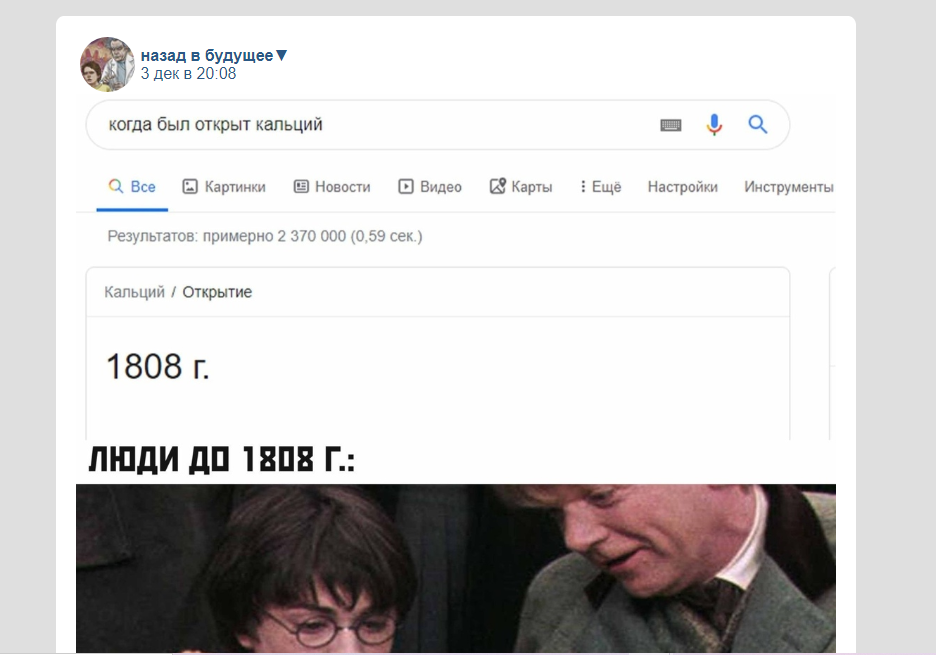 назад в будущее▼
3 дек в 20:08
когда был открыт кальций
Все Картинки Новости Видео Карты Ещё Настройки Инструменты
Результатов: примерно 2 370 000 (0,59 сек.)
Кальций / Открытие
1808 г.
ЛЮДИ ДО 1808 Г.: